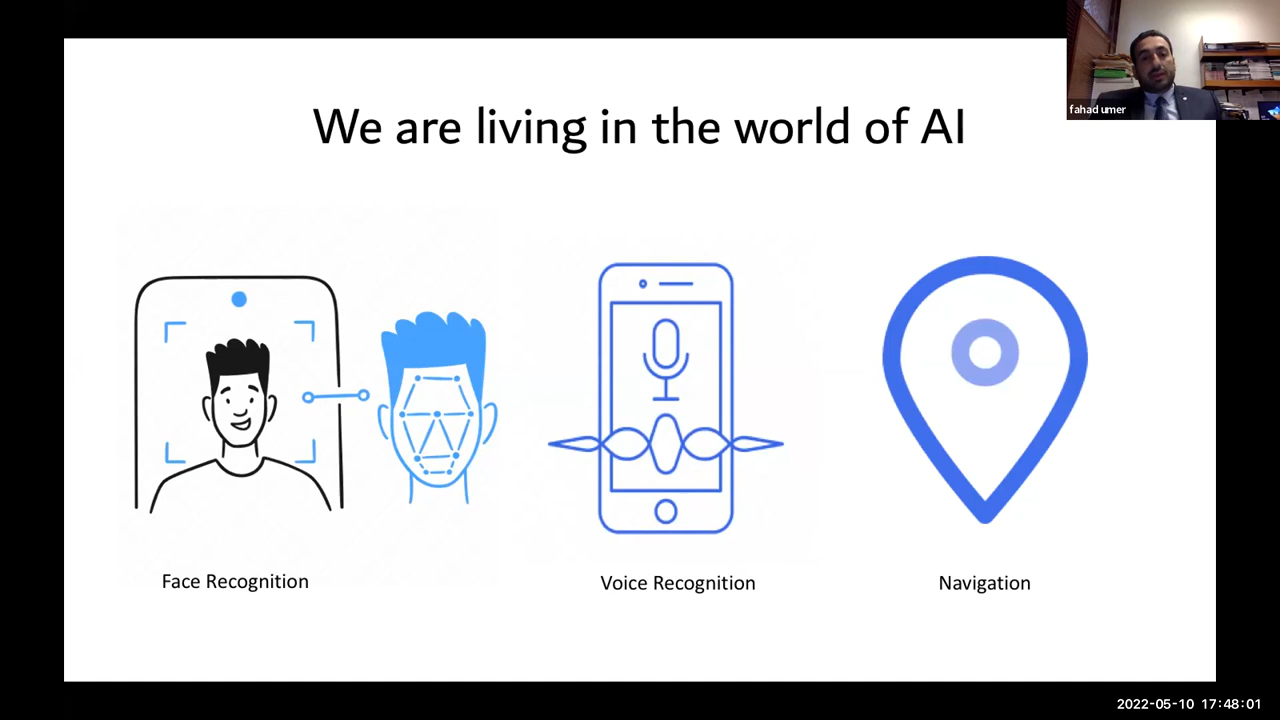 We are living in the world of AI
fahad umer
Face Recognition
Voice Recognition
Navigation
2022-05-10 17:48:01